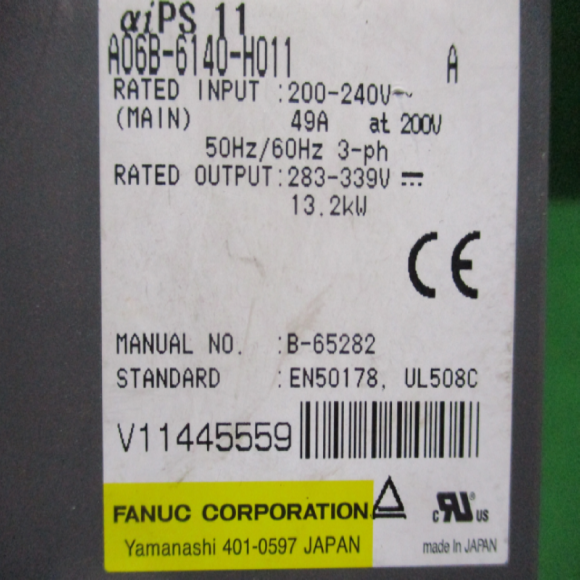 αiPS 11
A06B-6140-H011 A
RATED INPUT :200-240V~
(MAIN) 49A at 200V
50Hz/60Hz 3-ph
RATED OUTPUT:283-339V ⎓
13.2kW
CE
MANUAL NO. :B-65282
STANDARD :EN50178, UL508C
V11445559
FANUC CORPORATION
Yamanashi 401-0597 JAPAN
c RU US
made in JAPAN